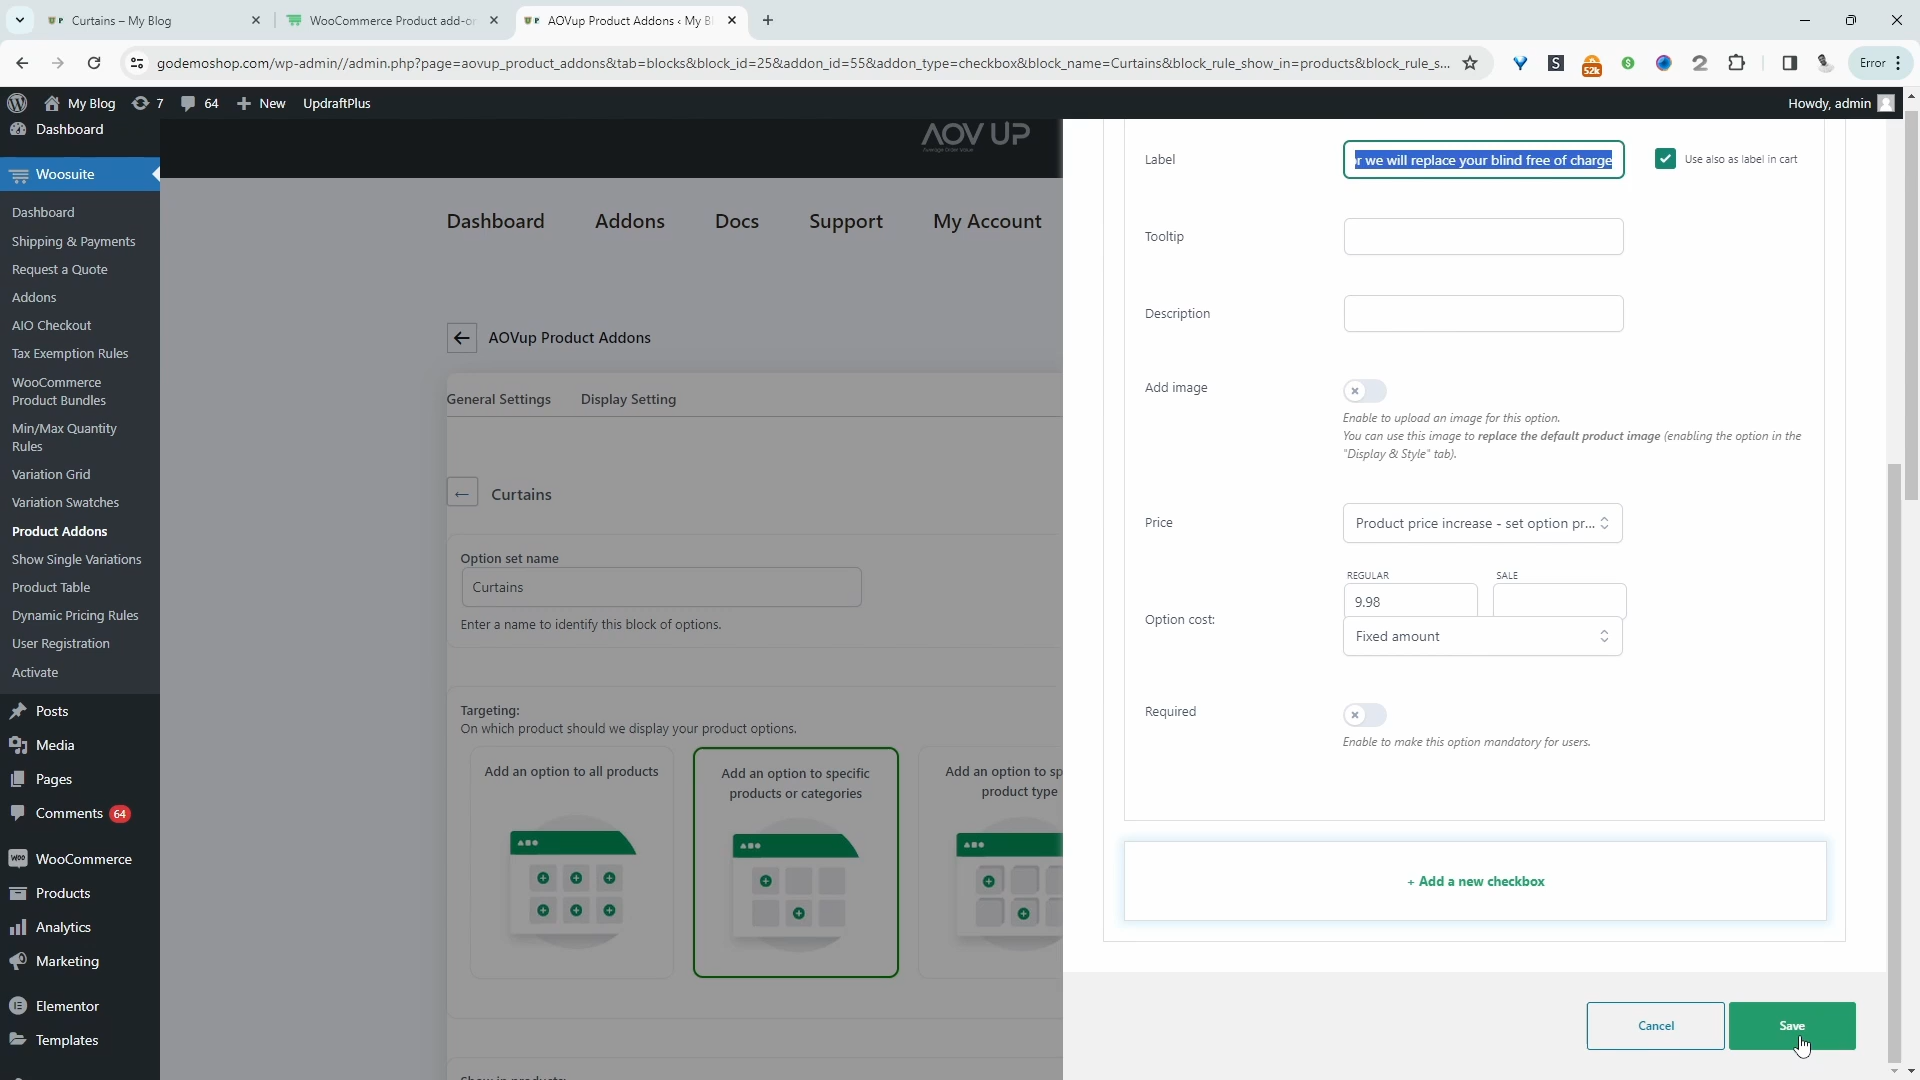 Curtains – My Blog
WooCommerce Product add-or
AOVup Product Addons ‹ My B
godemoshop.com/wp-admin//admin.php?page=aovup_product_addons&tab=blocks&block_id=25&addon_id=55&addon_type=checkbox&block_name=Curtains&block_rule_show_in=products&block_rule_s...
52k
Error
My Blog
7
64
New
UpdraftPlus
Howdy, admin
Dashboard
Woosuite
Dashboard
Shipping & Payments
Request a Quote
Addons
AIO Checkout
Tax Exemption Rules
WooCommerce
Product Bundles
Min/Max Quantity
Rules
Variation Grid
Variation Swatches
Product Addons
Show Single Variations
Product Table
Dynamic Pricing Rules
User Registration
Activate
Posts
Media
Pages
Comments 64
WooCommerce
Products
Analytics
Marketing
Elementor
Templates
AOV UP
Average Order Value
Dashboard
Addons
Docs
Support
My Account
AOVup Product Addons
General Settings
Display Setting
Curtains
Option set name
Curtains
Enter a name to identify this block of options.
Targeting:
On which product should we display your product options.
Add an option to all products
Add an option to specific
products or categories
Add an option to sp
product type
Label
r we will replace your blind free of charge
Use also as label in cart
Tooltip
Description
Add image
Enable to upload an image for this option.
You can use this image to replace the default product image (enabling the option in the
"Display & Style" tab).
Price
Product price increase - set option pr...
REGULAR
SALE
Option cost:
9.98
Fixed amount
Required
Enable to make this option mandatory for users.
+ Add a new checkbox
Cancel
Save